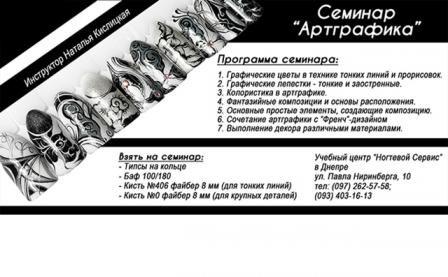 Семинар
"Артграфика"
Инструктор Наталья Кислицкая
Программа семинара:
1. Графические цветы в технике тонких линий и прорисовок.
2. Графические лепестки - тонкие и заостренные.
3. Колористика в артграфике.
4. Фантазийные композиции и основы расположения.
5. Основные простые элементы, создающие композицию.
6. Сочетание артграфики с "Френч"-дизайном
7. Выполнение декора различными материалами.
Взять на семинар:
- Типсы на кольце
- Баф 100/180
- Кисть №406 файбер 8 мм (для тонких линий)
- Кисть №0 файбер 8 мм (для крупных деталей)
Учебный центр "Ногтевой Сервис"
в Днепре
ул. Павла Ниринберга, 10
тел: (097) 262-57-58;
(093) 403-16-13